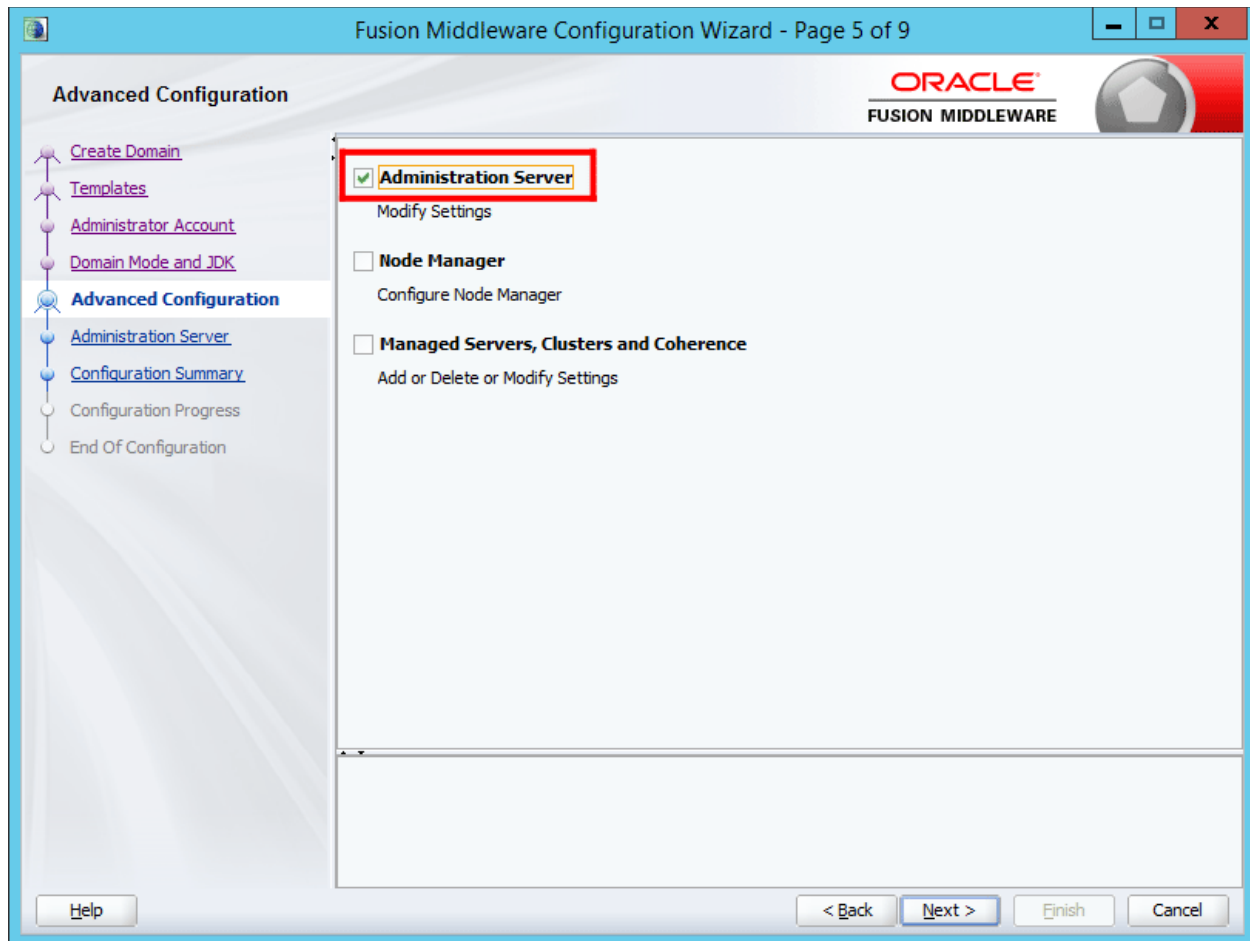 Fusion Middleware Configuration Wizard - Page 5 of 9
Advanced Configuration
ORACLE
FUSION MIDDLEWARE
Create Domain
Templates
Administrator Account
Domain Mode and JDK
Advanced Configuration
Administration Server
Configuration Summary
Configuration Progress
End Of Configuration
Administration Server
Modify Settings
Node Manager
Configure Node Manager
Managed Servers, Clusters and Coherence
Add or Delete or Modify Settings
Help
< Back
Next >
Finish
Cancel